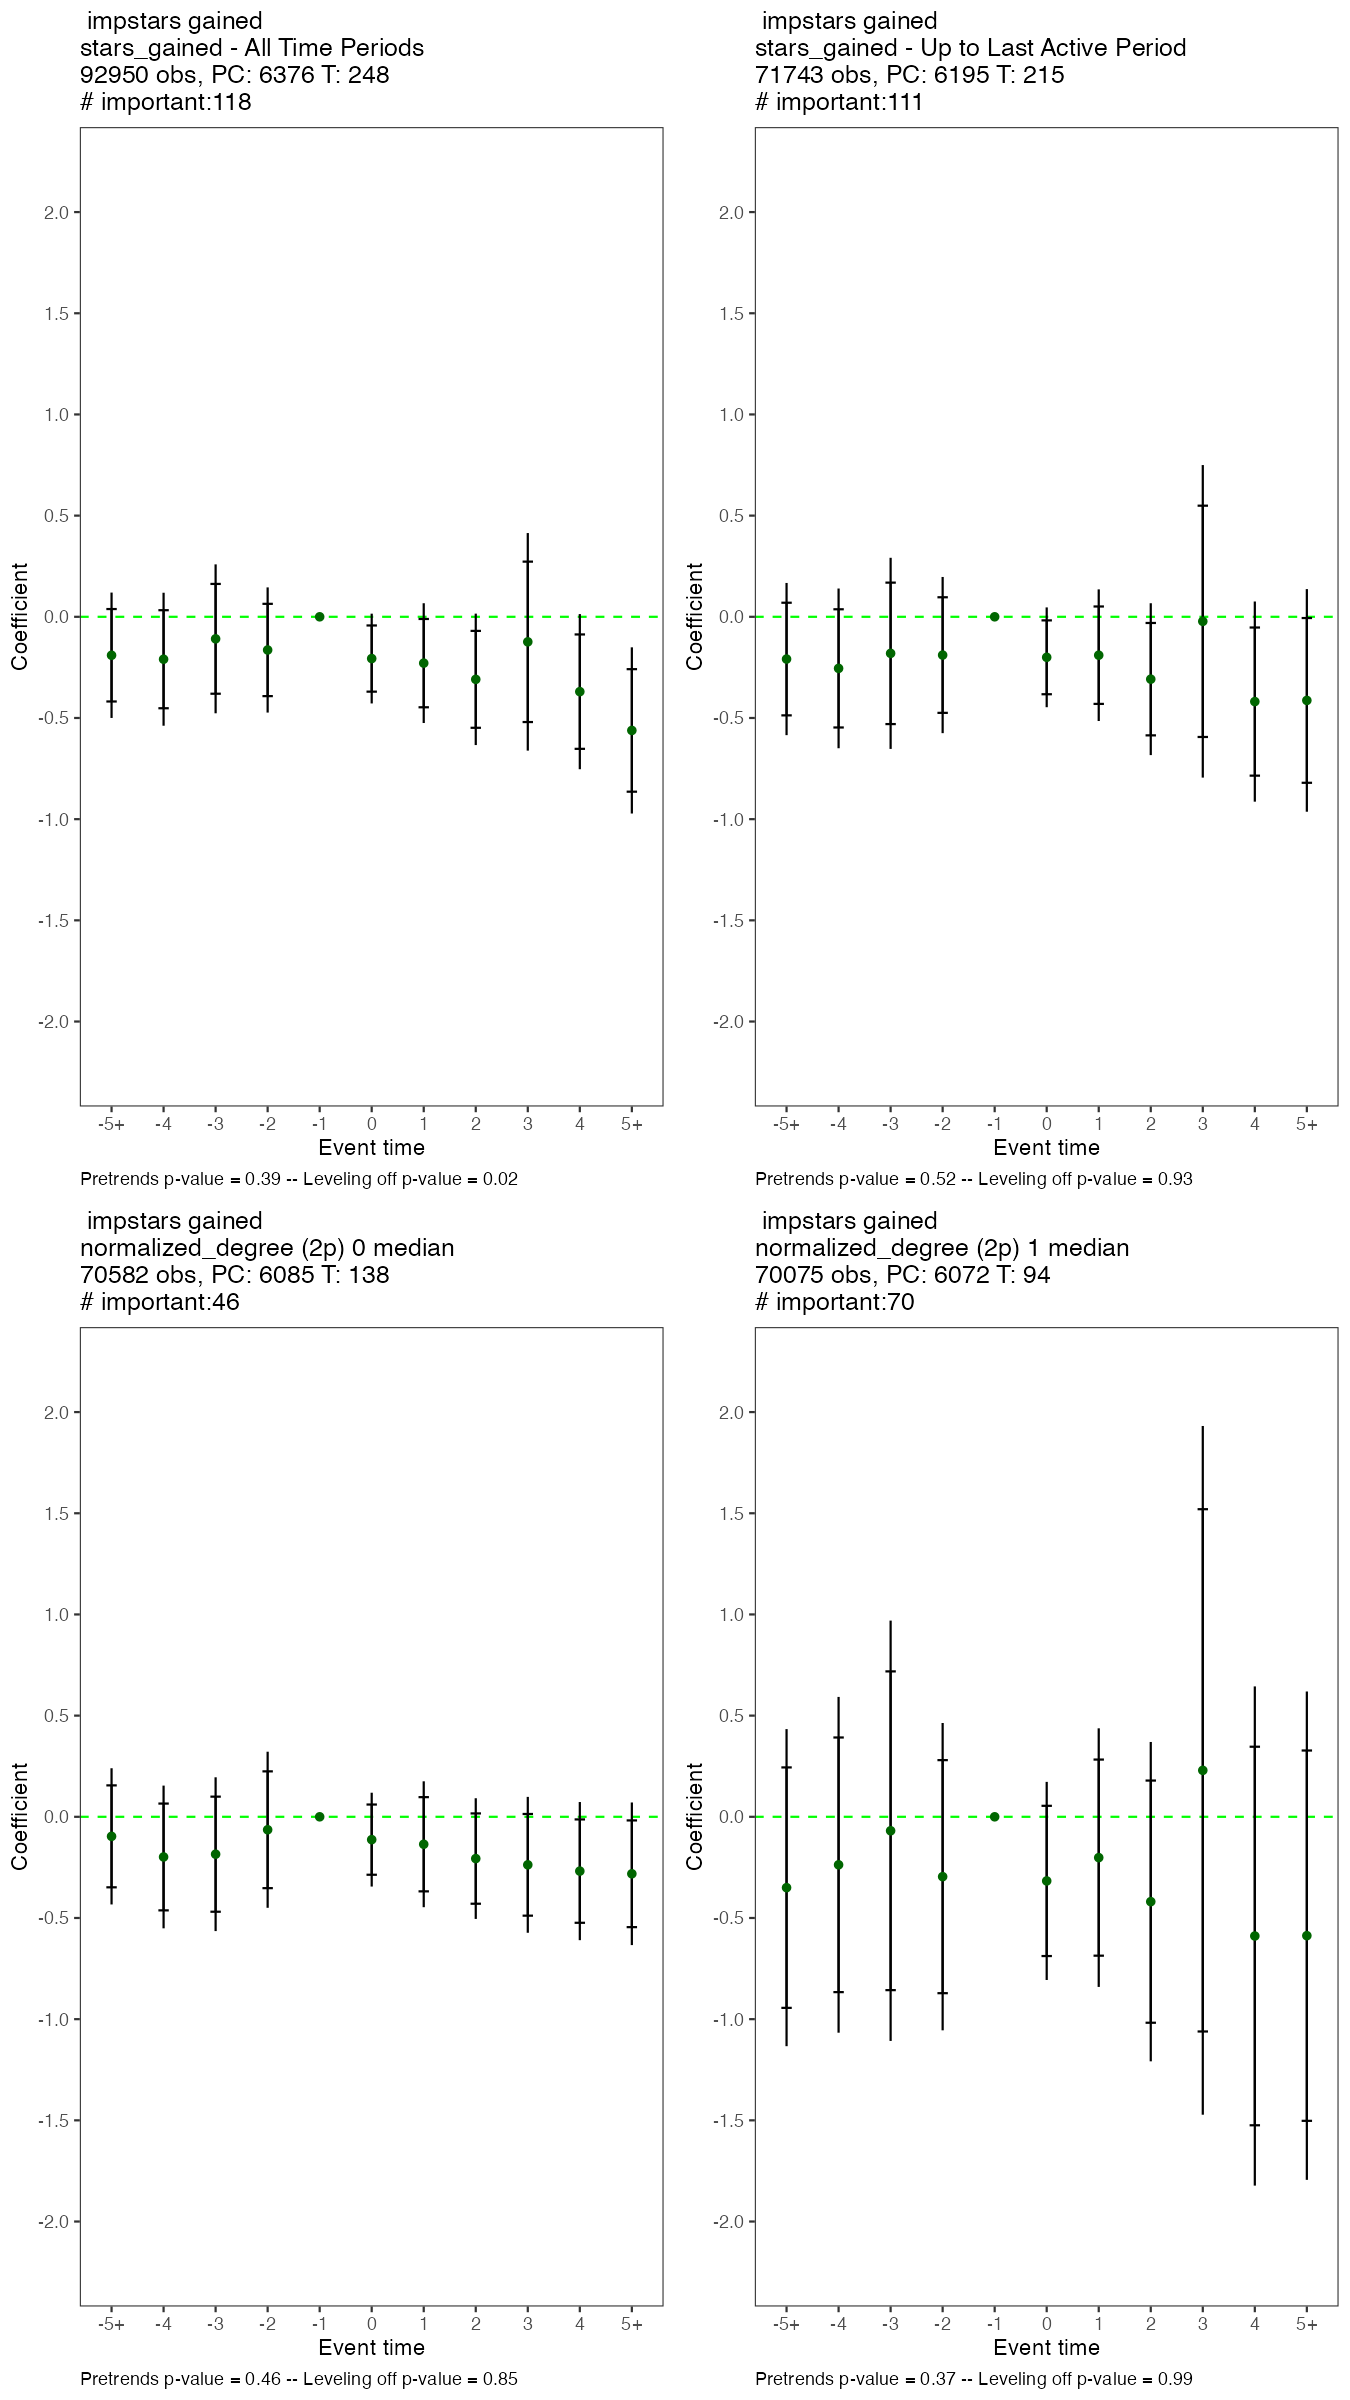 impstars gained
stars_gained - All Time Periods
92950 obs, PC: 6376 T: 248
# important:118
2.0
1.5
1.0
0.5
0.0
-0.5
-1.0
-1.5
-2.0
Coefficient
-5+ -4 -3 -2 -1 0 1 2 3 4 5+
Event time
Pretrends p-value = 0.39 -- Leveling off p-value = 0.02
impstars gained
stars_gained - Up to Last Active Period
71743 obs, PC: 6195 T: 215
# important:111
2.0
1.5
1.0
0.5
0.0
-0.5
-1.0
-1.5
-2.0
Coefficient
-5+ -4 -3 -2 -1 0 1 2 3 4 5+
Event time
Pretrends p-value = 0.52 -- Leveling off p-value = 0.93
impstars gained
normalized_degree (2p) 0 median
70582 obs, PC: 6085 T: 138
# important:46
2.0
1.5
1.0
0.5
0.0
-0.5
-1.0
-1.5
-2.0
Coefficient
-5+ -4 -3 -2 -1 0 1 2 3 4 5+
Event time
Pretrends p-value = 0.46 -- Leveling off p-value = 0.85
impstars gained
normalized_degree (2p) 1 median
70075 obs, PC: 6072 T: 94
# important:70
2.0
1.5
1.0
0.5
0.0
-0.5
-1.0
-1.5
-2.0
Coefficient
-5+ -4 -3 -2 -1 0 1 2 3 4 5+
Event time
Pretrends p-value = 0.37 -- Leveling off p-value = 0.99